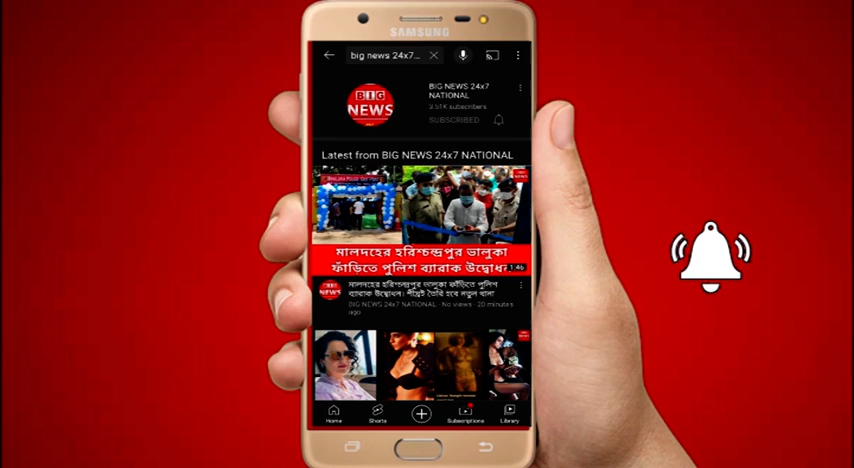 SAMSUNG
big news 24x7...
BIG NEWS 24x7
NATIONAL
3.51K subscribers
SUBSCRIBED
BIG
NEWS
Latest from BIG NEWS 24x7 NATIONAL
NEWS
মালদহের হরিশ্চন্দ্রপুর ভালুকা
ফাঁড়িতে পুলিশ ব্যারাক উদ্বোধন
1:46
NEWS
মালদহের হরিশ্চন্দ্রপুর ভালুকা ফাঁড়িতে পুলিশ
ব্যারাক উদ্বোধন। শীঘ্রই তৈরি হবে নতুন থানা
BIG NEWS 24x7 NATIONAL · No views · 20 minutes
ago
Home
Shorts
Subscriptions
Library